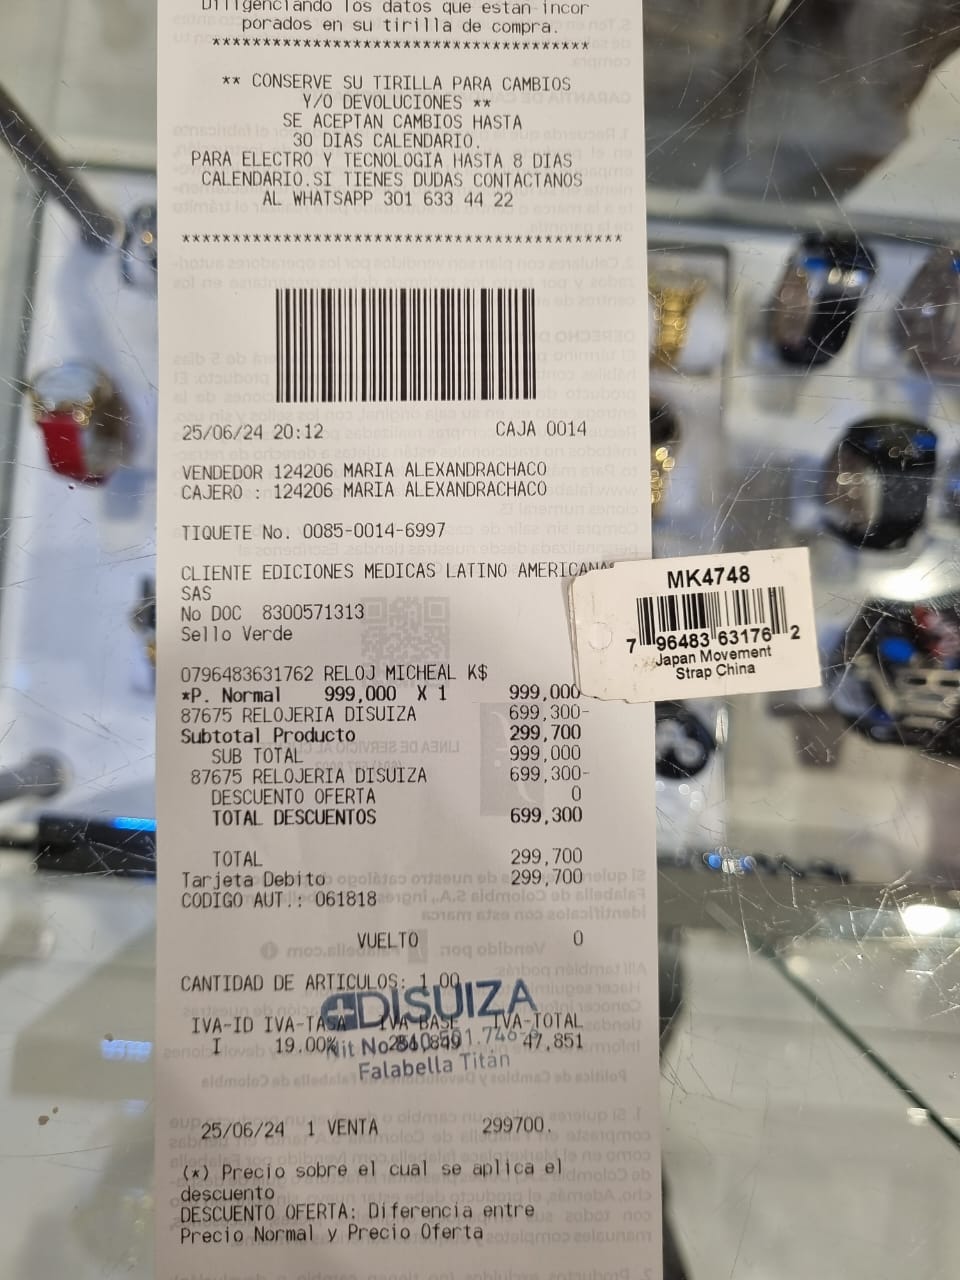 Diligenciando los datos que estan incor
porados en su tirilla de compra.
****************************************
** CONSERVE SU TIRILLA PARA CAMBIOS
Y/O DEVOLUCIONES **
SE ACEPTAN CAMBIOS HASTA
30 DIAS CALENDARIO.
PARA ELECTRO Y TECNOLOGIA HASTA 8 DIAS
CALENDARIO.SI TIENES DUDAS CONTACTANOS
AL WHATSAPP 301 633 44 22
********************************************
25/06/24 20:12 CAJA 0014
VENDEDOR 124206 MARIA ALEXANDRACHACO
CAJERO : 124206 MARIA ALEXANDRACHACO
TIQUETE No. 0085-0014-6997
CLIENTE EDICIONES MEDICAS LATINO AMERICANAS
SAS
No DOC 8300571313
Sello Verde
0796483631762 RELOJ MICHEAL K$
*P. Normal 999,000 X 1 999,000
87675 RELOJERIA DISUIZA 699,300-
Subtotal Producto 299,700
SUB TOTAL 999,000
87675 RELOJERIA DISUIZA 699,300-
DESCUENTO OFERTA 0
TOTAL DESCUENTOS 699,300
TOTAL 299,700
Tarjeta Debito 299,700
CODIGO AUT.: 061818
VUELTO 0
CANTIDAD DE ARTICULOS: 1.00
DISUIZA
IVA-ID IVA-TASA IVA-BASE IVA-TOTAL
I 19.00% 251,849 47,851
Nit No
Falabella Titán
25/06/24 1 VENTA 299700.
(*) Precio sobre el cual se aplica el
descuento
DESCUENTO OFERTA: Diferencia entre
Precio Normal y Precio Oferta
MK4748
7 96483 63176 2
Japan Movement
Strap China